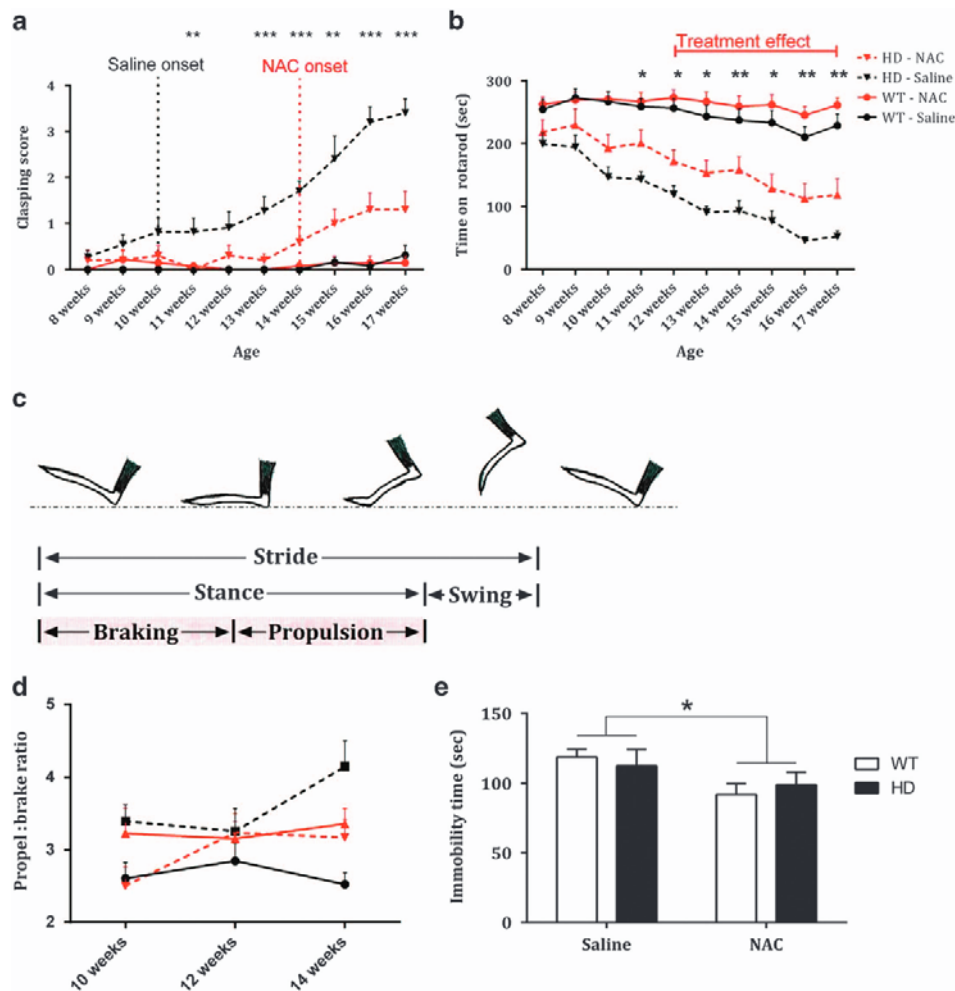 a
** *** *** ** *** ***
Saline onset
NAC onset
Clasping score
4
3
2
1
0
8 weeks
9 weeks
10 weeks
11 weeks
12 weeks
13 weeks
14 weeks
15 weeks
16 weeks
17 weeks
Age
b
Treatment effect
* * * ** * ** **
HD - NAC
HD - Saline
WT - NAC
WT - Saline
Time on rotarod (sec)
300
200
100
0
8 weeks
9 weeks
10 weeks
11 weeks
12 weeks
13 weeks
14 weeks
15 weeks
16 weeks
17 weeks
Age
c
Stride
Stance
Swing
Braking
Propulsion
d
Propel:brake ratio
5
4
3
2
10 weeks
12 weeks
14 weeks
e
*
Immobility time (sec)
150
100
50
0
Saline
NAC
WT
HD